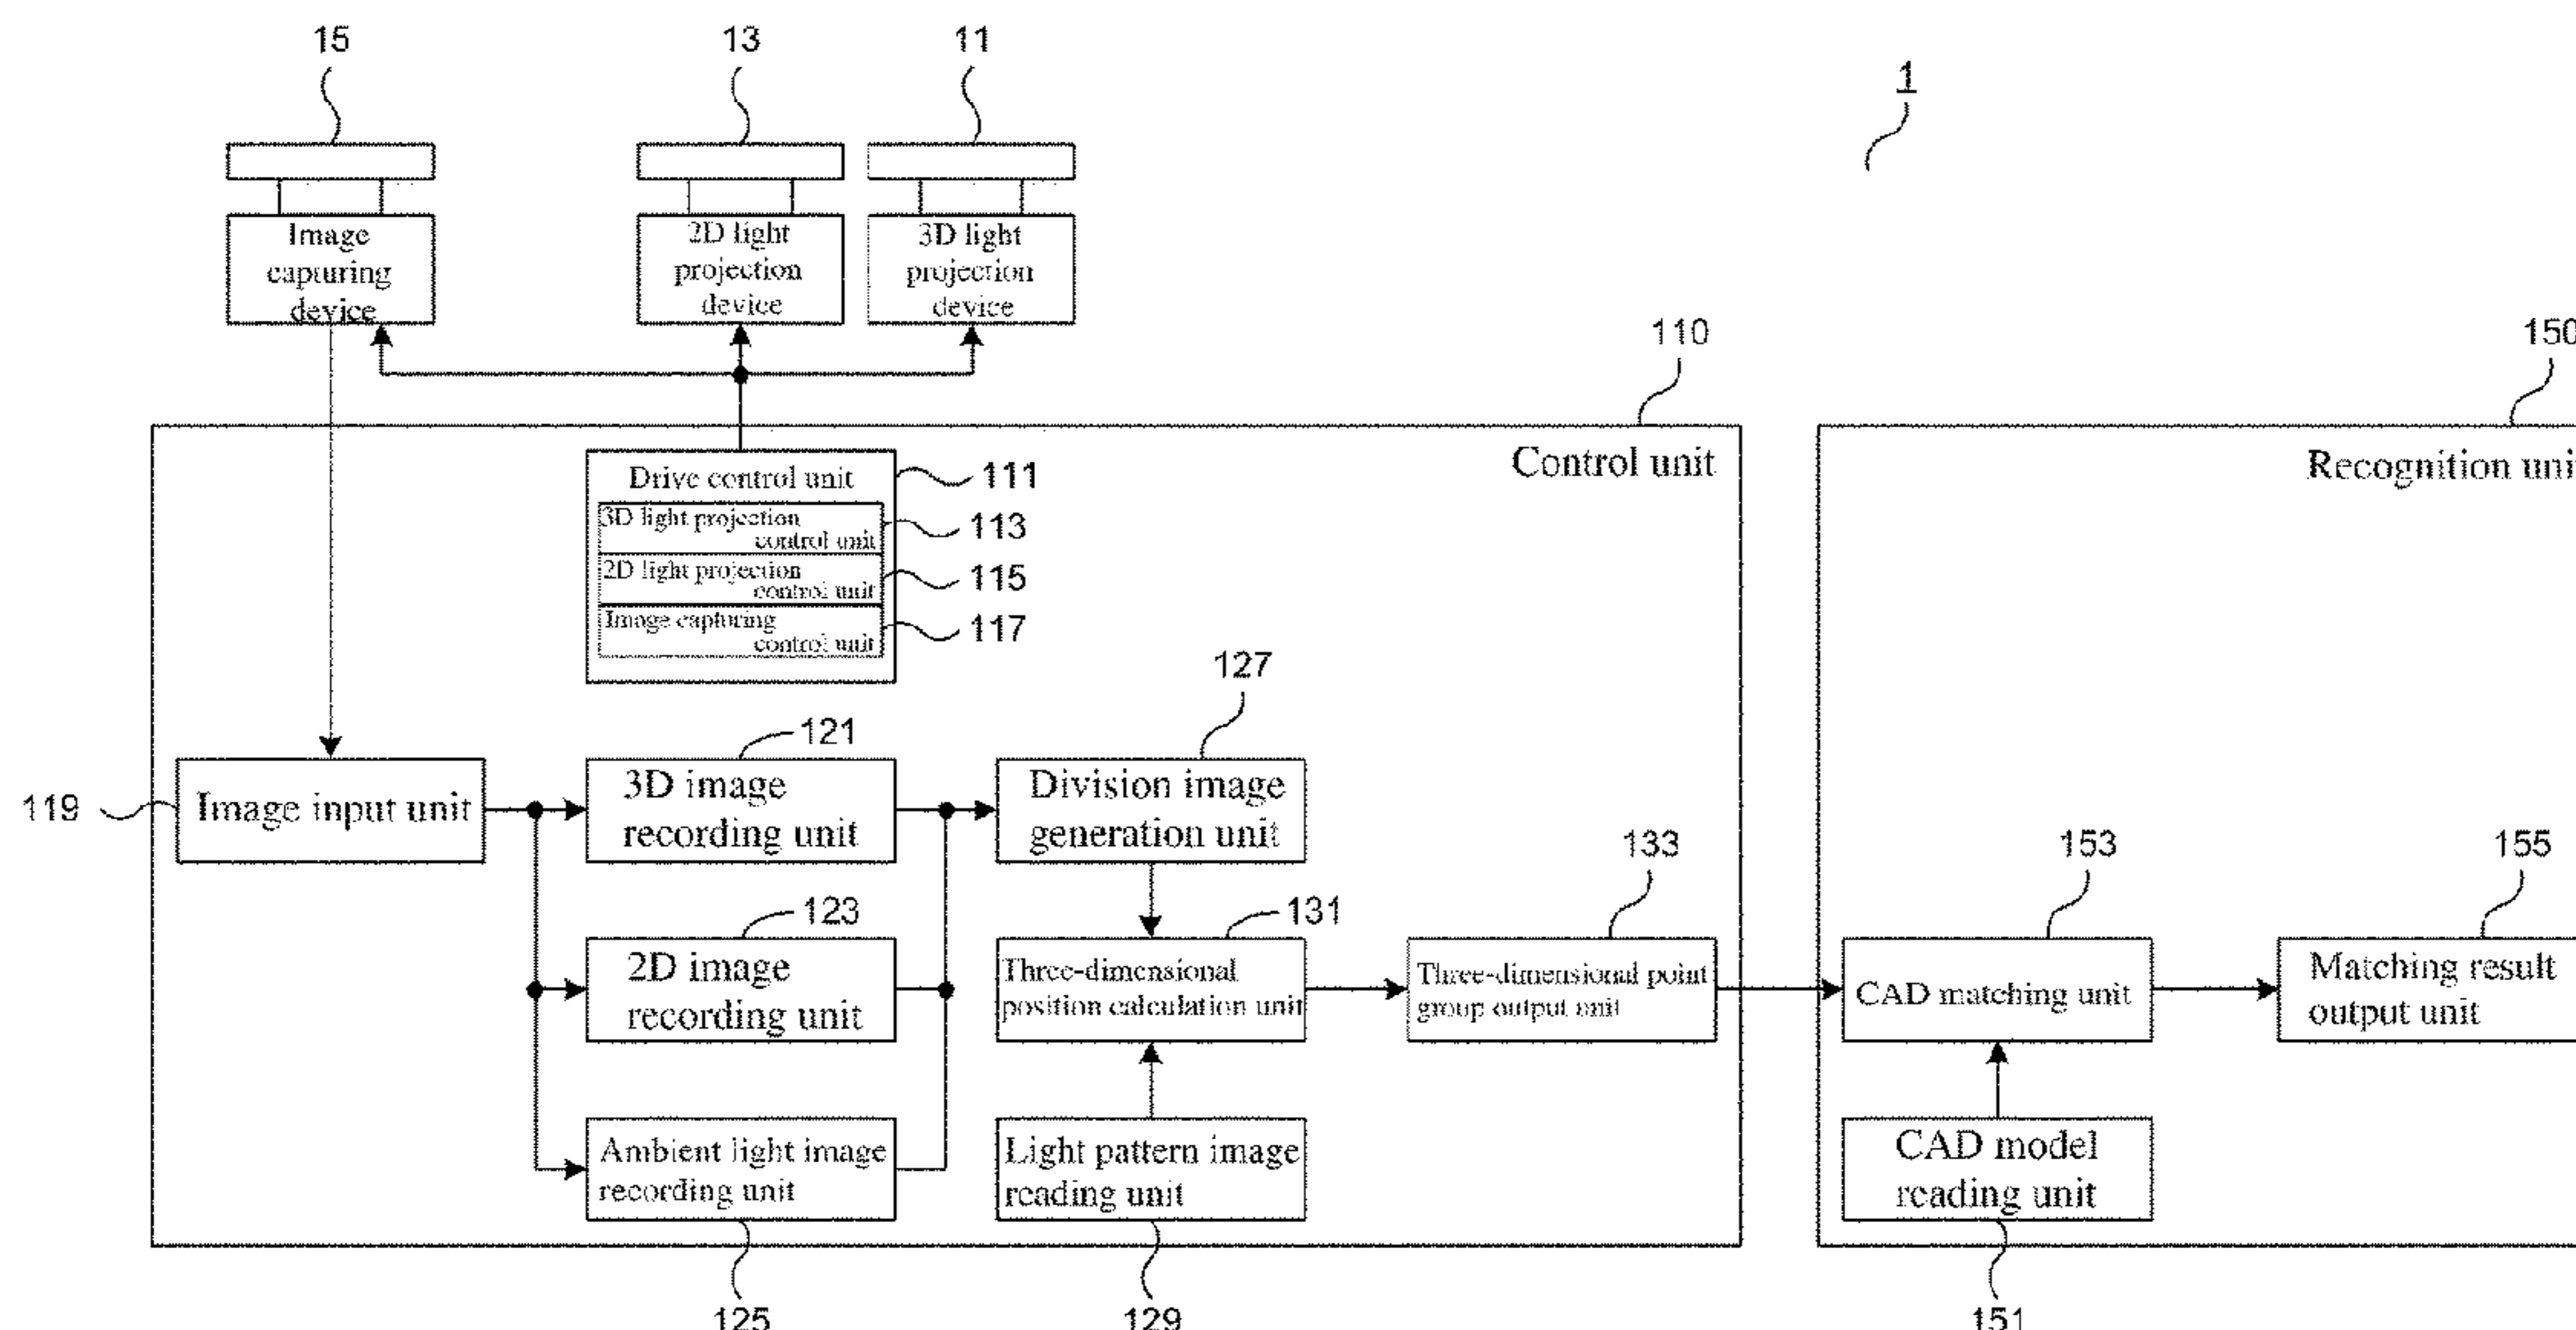 15
13
11
1
Image
capturing
device
2D light
projection
device
3D light
projection
device
110
150
Control unit
Recognition uni
Drive control unit
111
3D light projection
control unit
113
2D light projection
control unit
115
Image capturing
control unit
117
127
121
119
Image input unit
3D image
recording unit
Division image
generation unit
123
131
133
153
155
2D image
recording unit
Three-dimensional
position calculation unit
Three-dimensional point
group output unit
CAD matching unit
Matching result
output unit
Ambient light image
recording unit
Light pattern image
reading unit
CAD model
reading unit
125
129
151